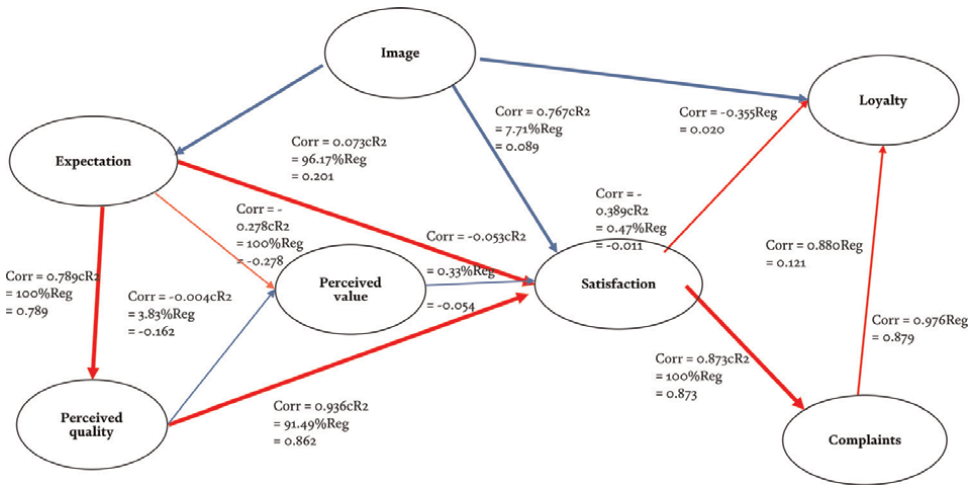 Image
Loyalty
Expectation
Corr = 0.073cR2
= 96.17%Reg
= 0.201
Corr = 0.767cR2
= 7.71%Reg
= 0.089
Corr = -0.355Reg
= 0.020
Corr = -
0.278cR2
= 100%Reg
= -0.278
Corr = -0.053cR2
= 0.33%Reg
= -0.054
Corr = -
0.389cR2
= 0.47%Reg
= -0.011
Corr = 0.880Reg
= 0.121
Corr = 0.789cR2
= 100%Reg
= 0.789
Corr = -0.004cR2
= 3.83%Reg
= -0.162
Perceived
value
Satisfaction
Corr = 0.976Reg
= 0.879
Corr = 0.873cR2
= 100%Reg
= 0.873
Perceived
quality
Corr = 0.936cR2
= 91.49%Reg
= 0.862
Complaints